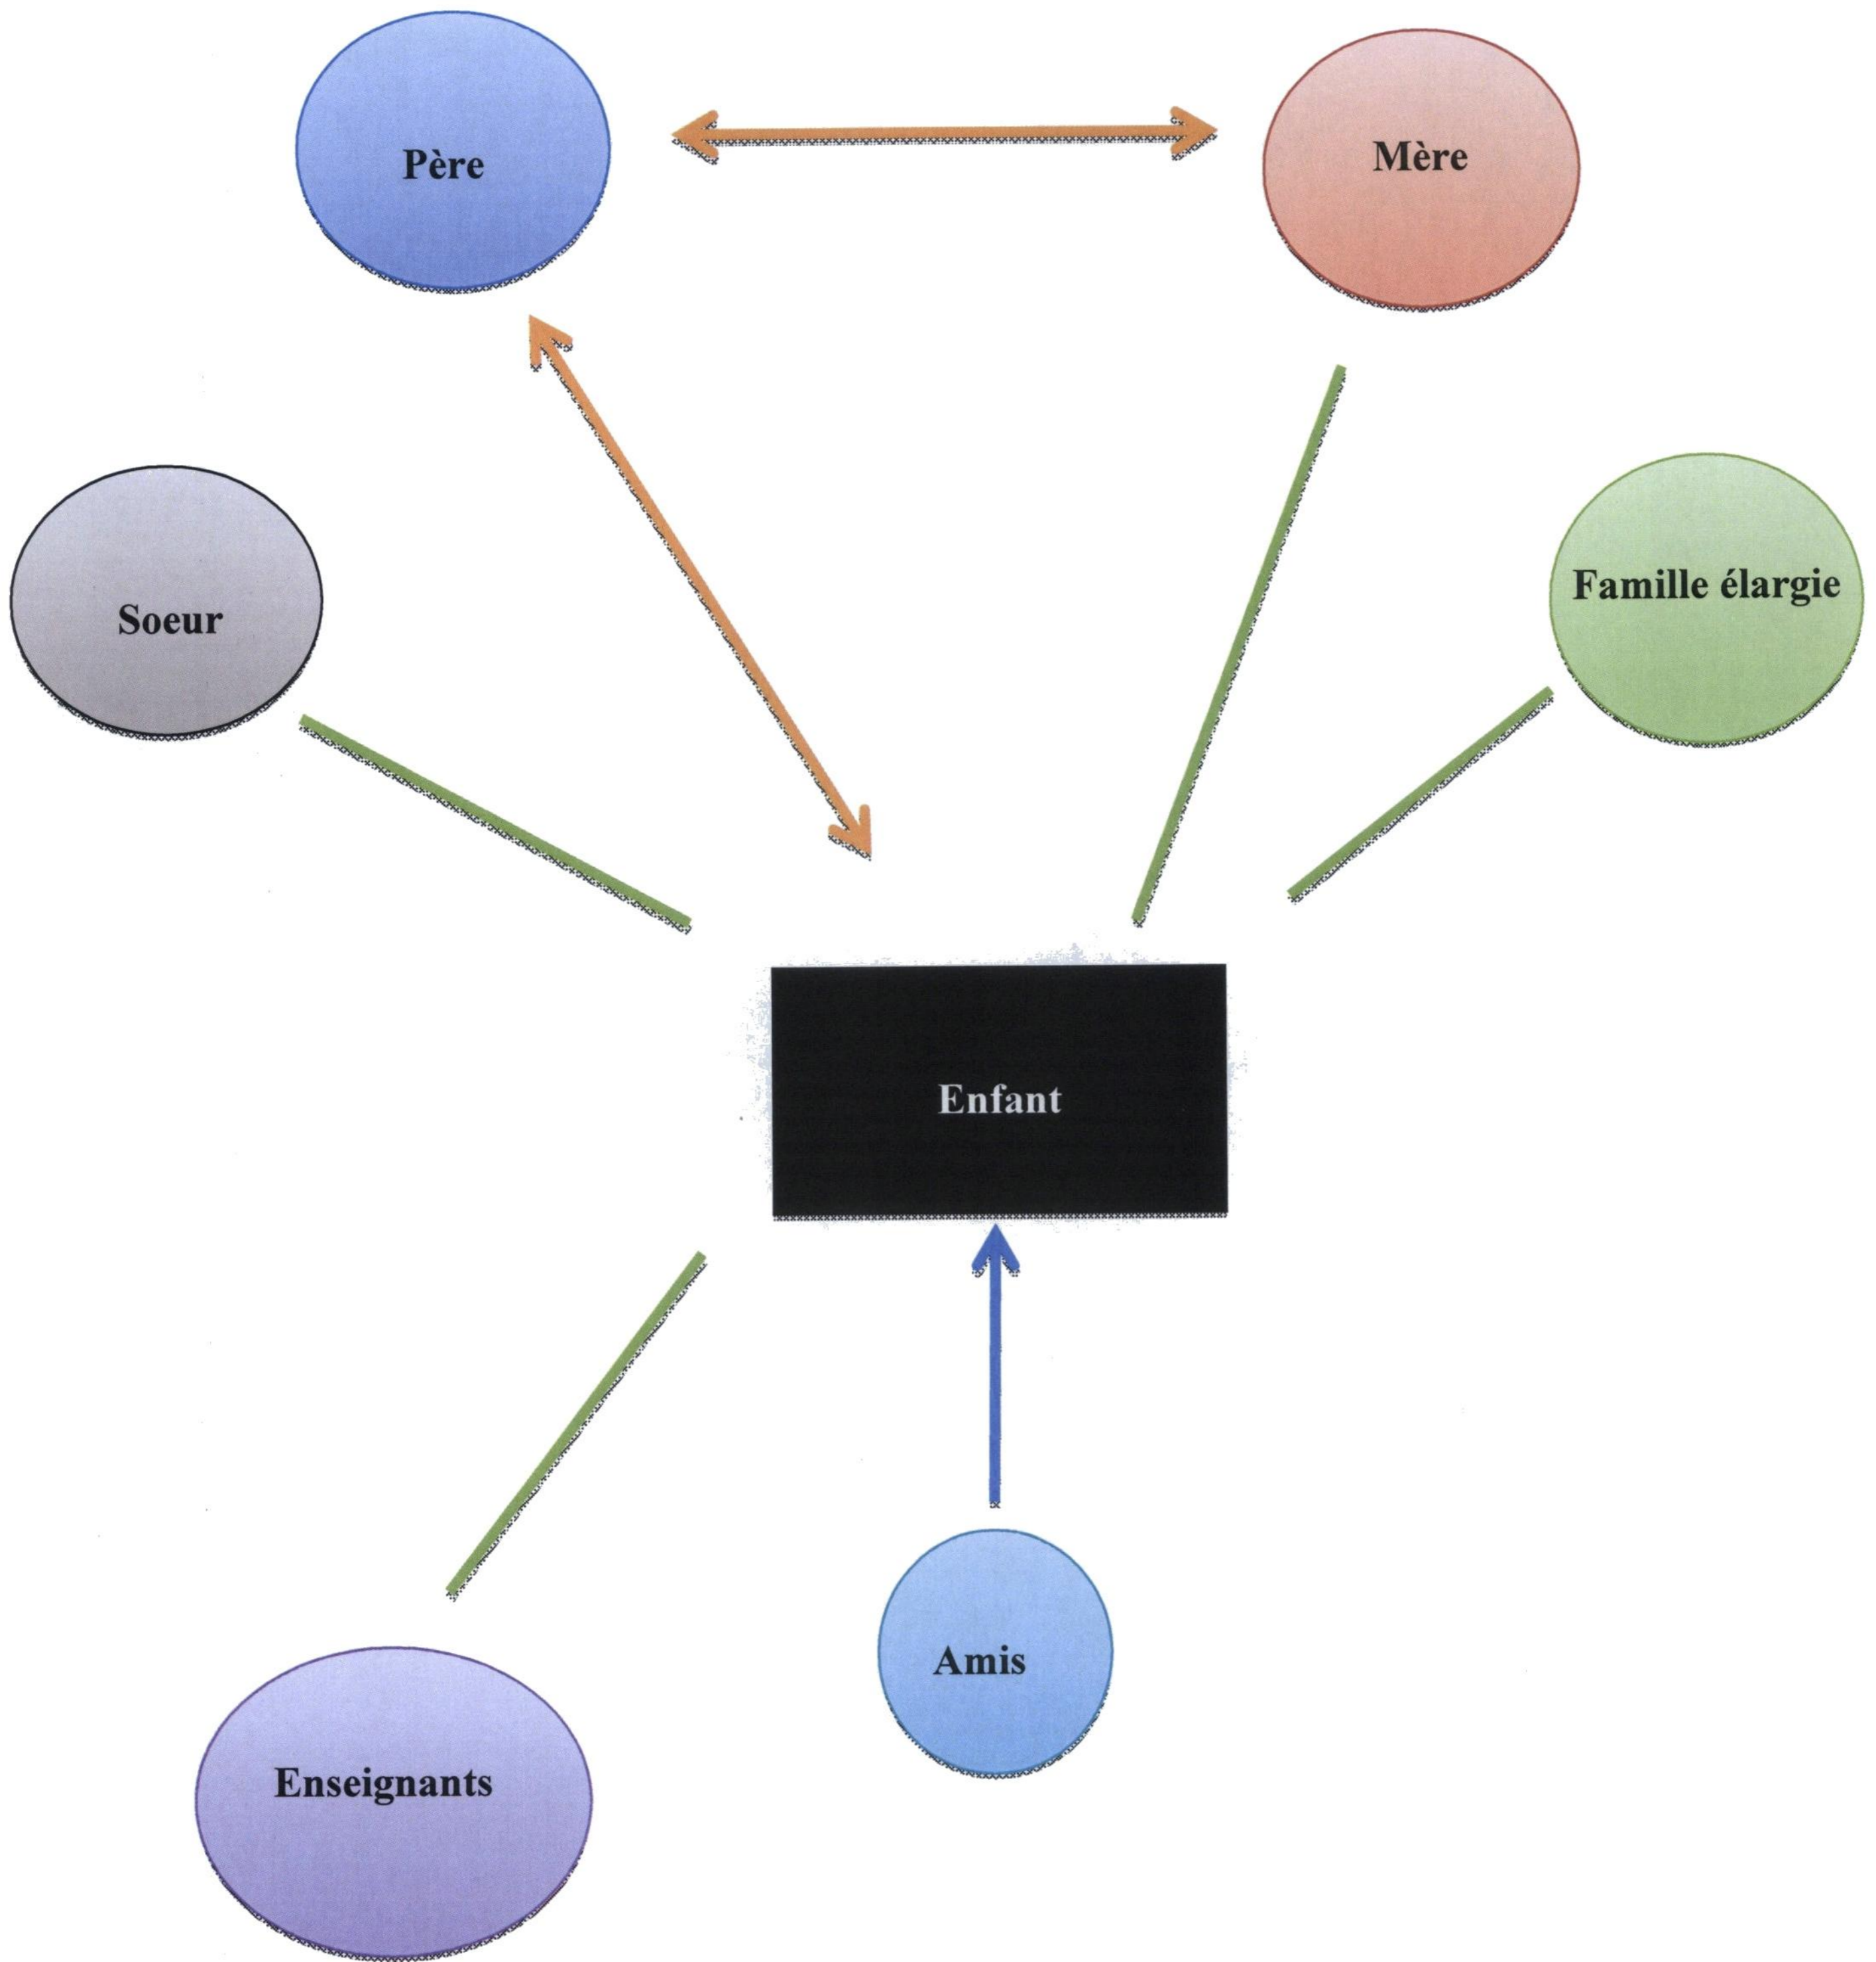 Père
Mère
Soeur
Famille élargie
Enfant
Amis
Enseignants